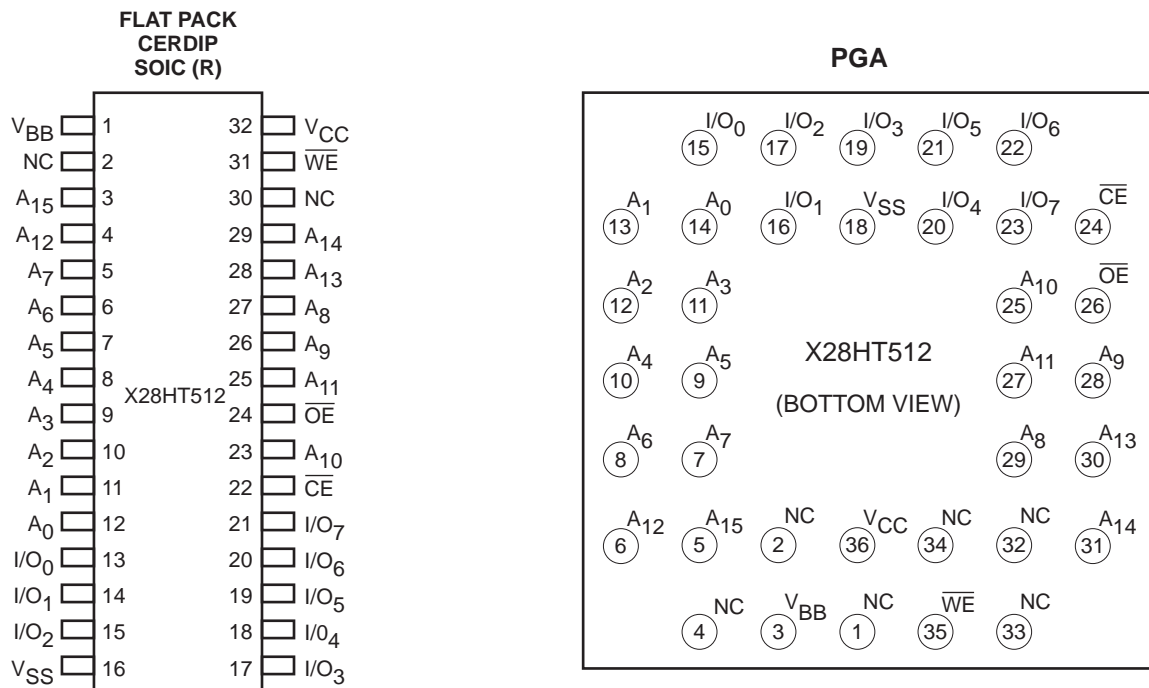 FLAT PACK
CERDIP
SOIC (R)
VBB 1 32 VCC
NC 2 31 WE
A15 3 30 NC
A12 4 29 A14
A7 5 28 A13
A6 6 27 A8
A5 7 26 A9
A4 8 25 A11
X28HT512
A3 9 24 OE
A2 10 23 A10
A1 11 22 CE
A0 12 21 I/O7
I/O0 13 20 I/O6
I/O1 14 19 I/O5
I/O2 15 18 I/04
VSS 16 17 I/O3
PGA
I/O0 I/O2 I/O3 I/O5 I/O6
15 17 19 21 22
A1 A0 I/O1 VSS I/O4 I/O7 CE
13 14 16 18 20 23 24
A2 A3 A10 OE
12 11 25 26
A4 A5 X28HT512 A11 A9
10 9 27 28
(BOTTOM VIEW)
A6 A7 A8 A13
8 7 29 30
A12 A15 NC VCC NC NC A14
6 5 2 36 34 32 31
NC VBB NC WE NC
4 3 1 35 33